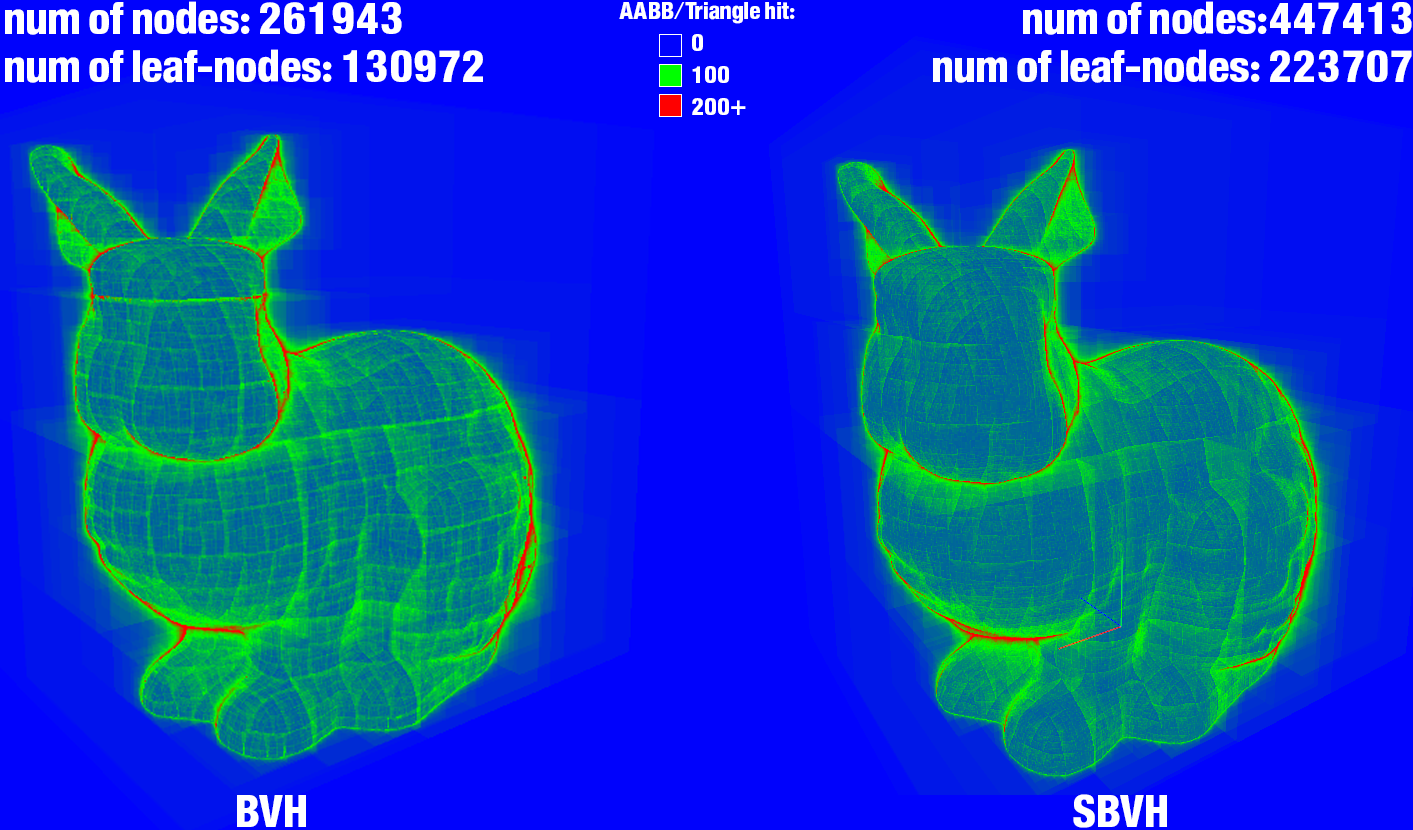 num of nodes: 261943
num of leaf-nodes: 130972
AABB/Triangle hit:
0
100
200+
num of nodes:447413
num of leaf-nodes: 223707
BVH
SBVH